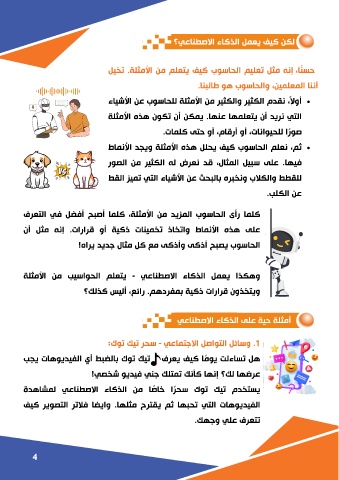 لكن كيف يعمل الذكاء الاصطناعي؟
حسنًا، إنه مثل تعليم الحاسوب كيف يتعلم من الأمثلة. تخيل
أننا المعلمين، والحاسوب هو طالبنا.
• أولاً، نقدم الكثير والكثير من الأمثلة للحاسوب عن الأشياء
التي نريد أن يتعلمها عنها. يمكن أن تكون هذه الأمثلة
صورًا للحيوانات، أو أرقام، أو حتى كلمات.
• ثم، نعلم الحاسوب كيف يحلل هذه الأمثلة ويجد الأنماط
فيها. على سبيل المثال، قد نعرض له الكثير من الصور
للقطط والكلاب ونخبره بالبحث عن الأشياء التي تميز القط
عن الكلب.
VS
كلما رأى الحاسوب المزيد من الأمثلة، كلما أصبح أفضل في التعرف
على هذه الأنماط واتخاذ تخمينات ذكية أو قرارات. إنه مثل أن
الحاسوب يصبح أذكى وأذكى مع كل مثال جديد يراه!
وهكذا يعمل الذكاء الاصطناعي - يتعلم الحواسيب من الأمثلة
ويتخذون قرارات ذكية بمفردهم. رائع، أليس كذلك؟
أمثلة حية على الذكاء الاصطناعي
1. وسائل التواصل الاجتماعي - سحر تيك توك:
هل تساءلت يومًا كيف يعرف تيك توك بالضبط أي الفيديوهات يجب
عرضها لك؟ إنها كأنك تمتلك جني فيديو شخصي!
يستخدم تيك توك سحرًا خاصًا من الذكاء الاصطناعي لمشاهدة
الفيديوهات التي تحبها ثم يقترح مثلها. وايضا فلاتر التصوير كيف
تتعرف علي وجهك.
4